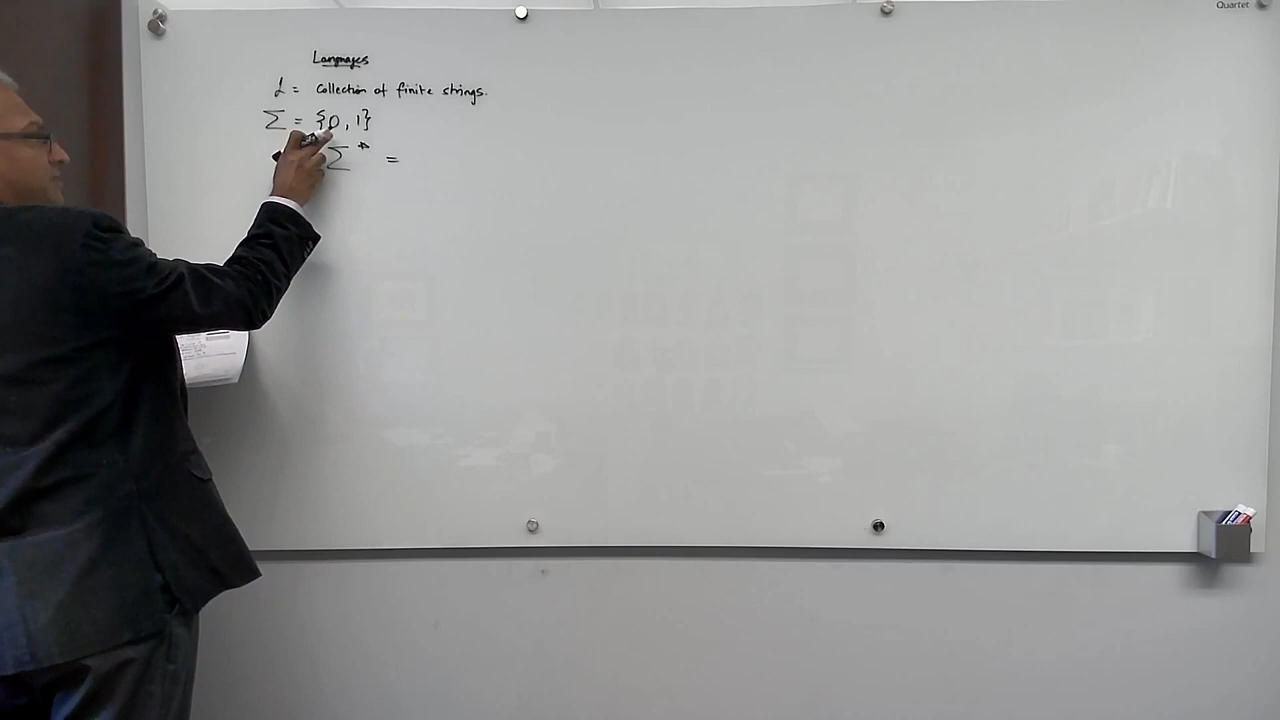 Quartet
Languages
L = Collection of finite strings.
Σ = {0, 1}
Σ* =